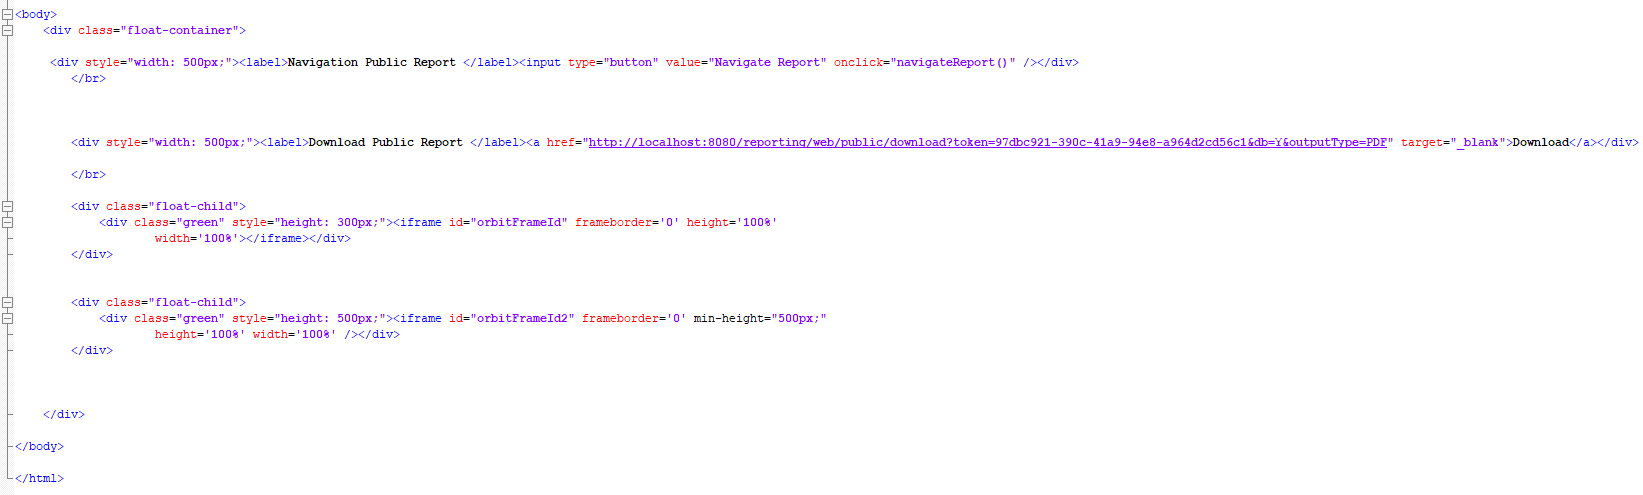 <body>
<div class="float-container">
<div style="width: 500px;"><label>Navigation Public Report </label><input type="button" value="Navigate Report" onclick="navigateReport()" /></div>
</br>
<div style="width: 500px;"><label>Download Public Report </label><a href="http://localhost:8080/reporting/web/public/download?token=97dbc921-390c-41a9-94e8-a964d2cd56c1&db=Y&outputType=PDF" target="_blank">Download</a></div>
</br>
<div class="float-child">
<div class="green" style="height: 300px;"><iframe id="orbitFrameId" frameborder='0' height='100%'
width='100%'></iframe></div>
</div>
<div class="float-child">
<div class="green" style="height: 500px;"><iframe id="orbitFrameId2" frameborder='0' min-height="500px;"
height='100%' width='100%' /></div>
</div>
</div>
</body>
</html>